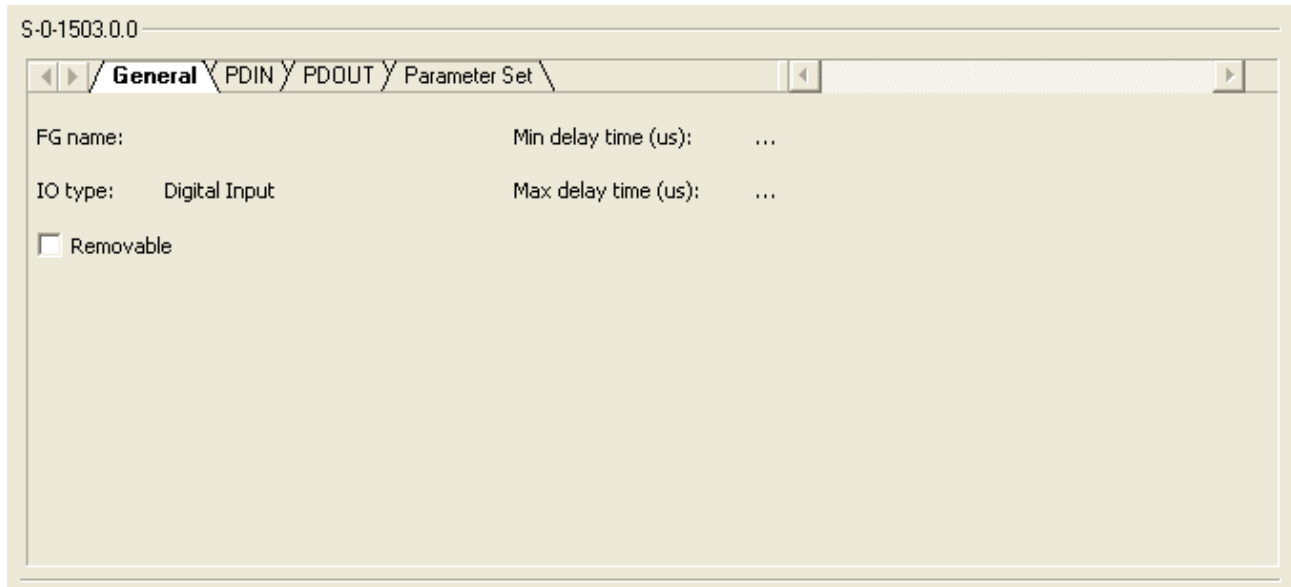 S-0-1503.0.0
General PDIN PDOUT Parameter Set
FG name: Min delay time (us): ...
IO type: Digital Input Max delay time (us): ...
Removable